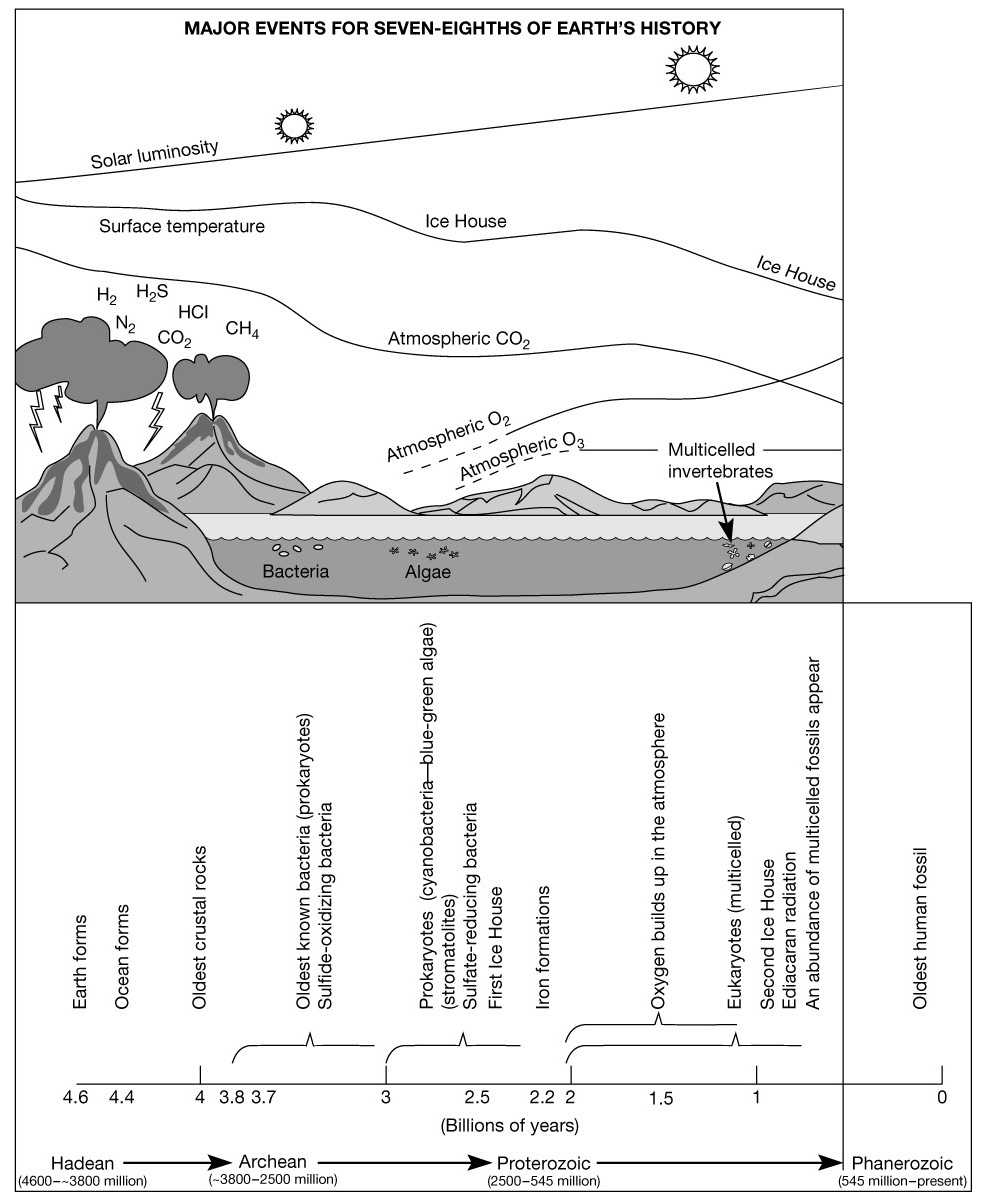 MAJOR EVENTS FOR SEVEN-EIGHTHS OF EARTH'S HISTORY
Solar luminosity
Surface temperature
Ice House
Ice House
H2
H2S
HCl
N2
CO2
CH4
Atmospheric CO2
Atmospheric O2
Atmospheric O3
Multicelled
invertebrates
Bacteria
Algae
Earth forms
Ocean forms
Oldest crustal rocks
Oldest known bacteria (prokaryotes)
Sulfide-oxidizing bacteria
Prokaryotes (cyanobacteria—blue-green algae)
(stromatolites)
Sulfate-reducing bacteria
First Ice House
Iron formations
Oxygen builds up in the atmosphere
Eukaryotes (multicelled)
Second Ice House
Ediacaran radiation
An abundance of multicelled fossils appear
Oldest human fossil
4.6 4.4 4 3.8 3.7 3 2.5 2.2 2 1.5 1 0
(Billions of years)
Hadean Archean Proterozoic Phanerozoic
(4600–~3800 million) (~3800–2500 million) (2500–545 million) (545 million–present)